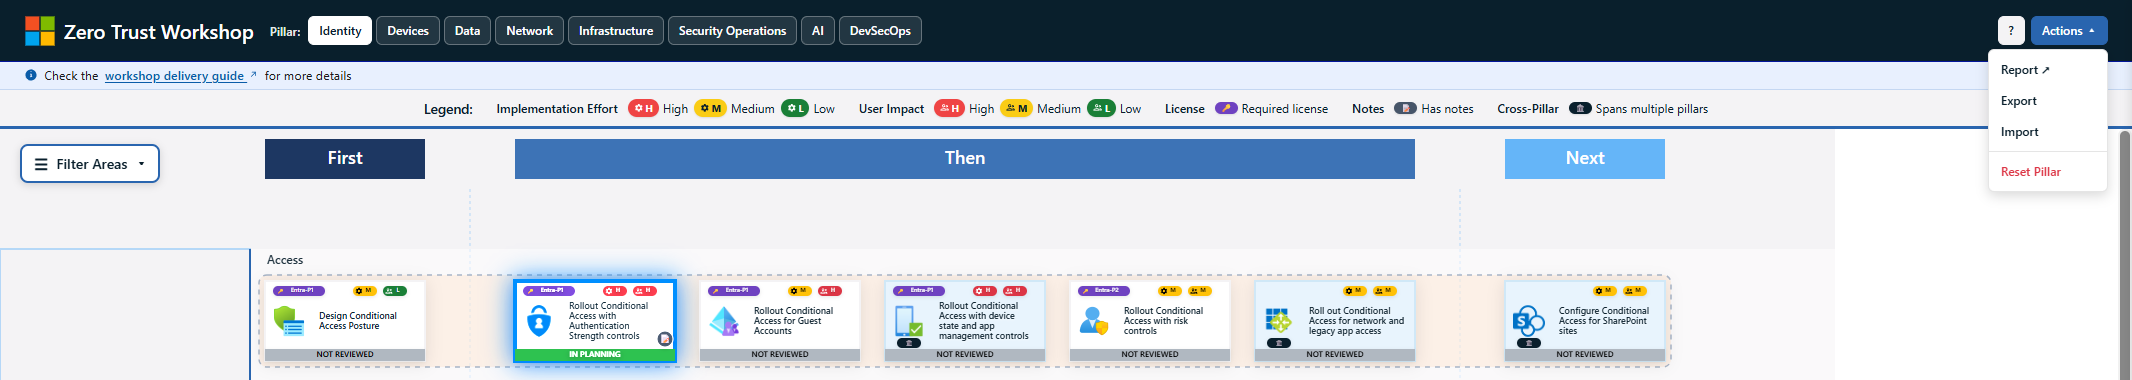 Zero Trust Workshop Pillar: Identity Devices Data Network Infrastructure Security Operations AI DevSecOps ? Actions
Report ↗
Export
Import
Reset Pillar
Check the workshop delivery guide ↗ for more details
Legend: Implementation Effort H High M Medium L Low User Impact H High M Medium L Low License Required license Notes Has notes Cross-Pillar Spans multiple pillars
Filter Areas
First Then Next
Access
Entra-P1 M L
Design Conditional
Access Posture
NOT REVIEWED
Entra-P1 H H
Rollout Conditional
Access with
Authentication
Strength controls
IN PLANNING
Entra-P1 M H
Rollout Conditional
Access for Guest
Accounts
NOT REVIEWED
Entra-P1 H H
Rollout Conditional
Access with device
state and app
management controls
NOT REVIEWED
Entra-P2 M M
Rollout Conditional
Access with risk
controls
NOT REVIEWED
M M
Roll out Conditional
Access for network and
legacy app access
NOT REVIEWED
M M
Configure Conditional
Access for SharePoint
sites
NOT REVIEWED